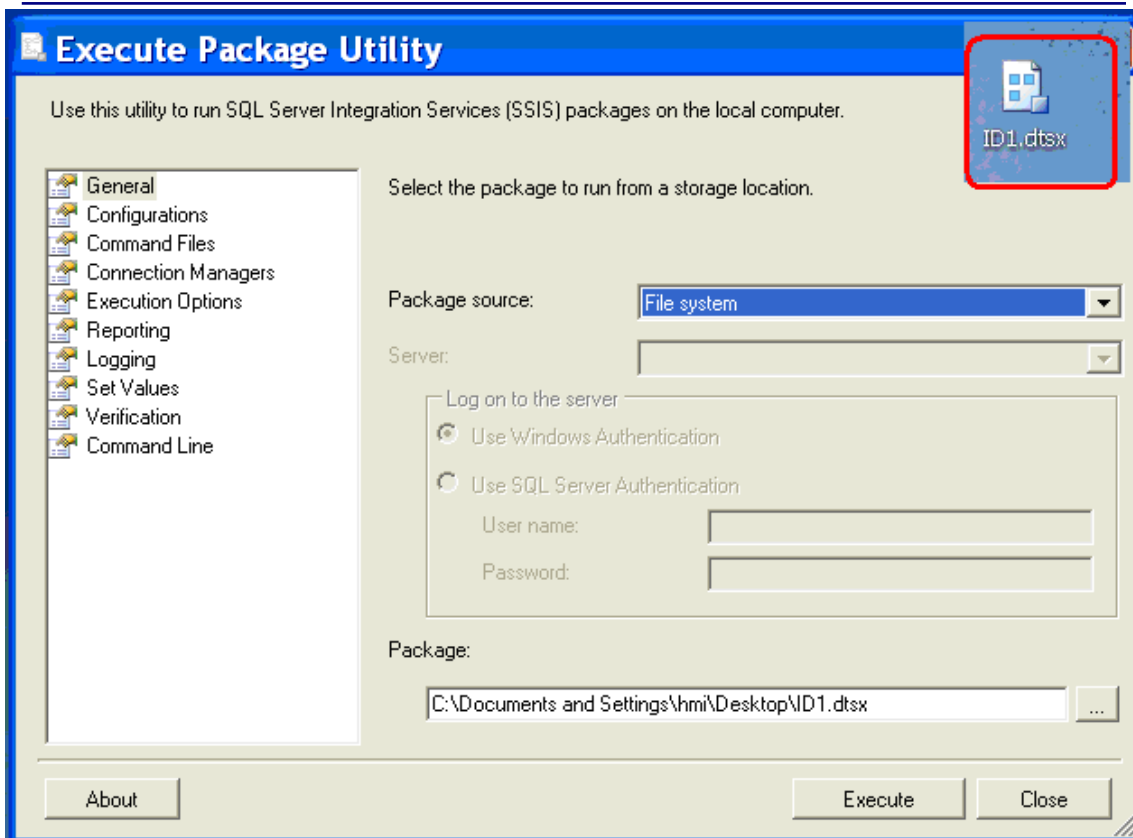 Execute Package Utility
ID1.dtsx
Use this utility to run SQL Server Integration Services (SSIS) packages on the local computer.
General
Configurations
Command Files
Connection Managers
Execution Options
Reporting
Logging
Set Values
Verification
Command Line
Select the package to run from a storage location.
Package source:
File system
Server:
Log on to the server
Use Windows Authentication
Use SQL Server Authentication
User name:
Password:
Package:
C:\Documents and Settings\hmi\Desktop\ID1.dtsx
...
About
Execute
Close